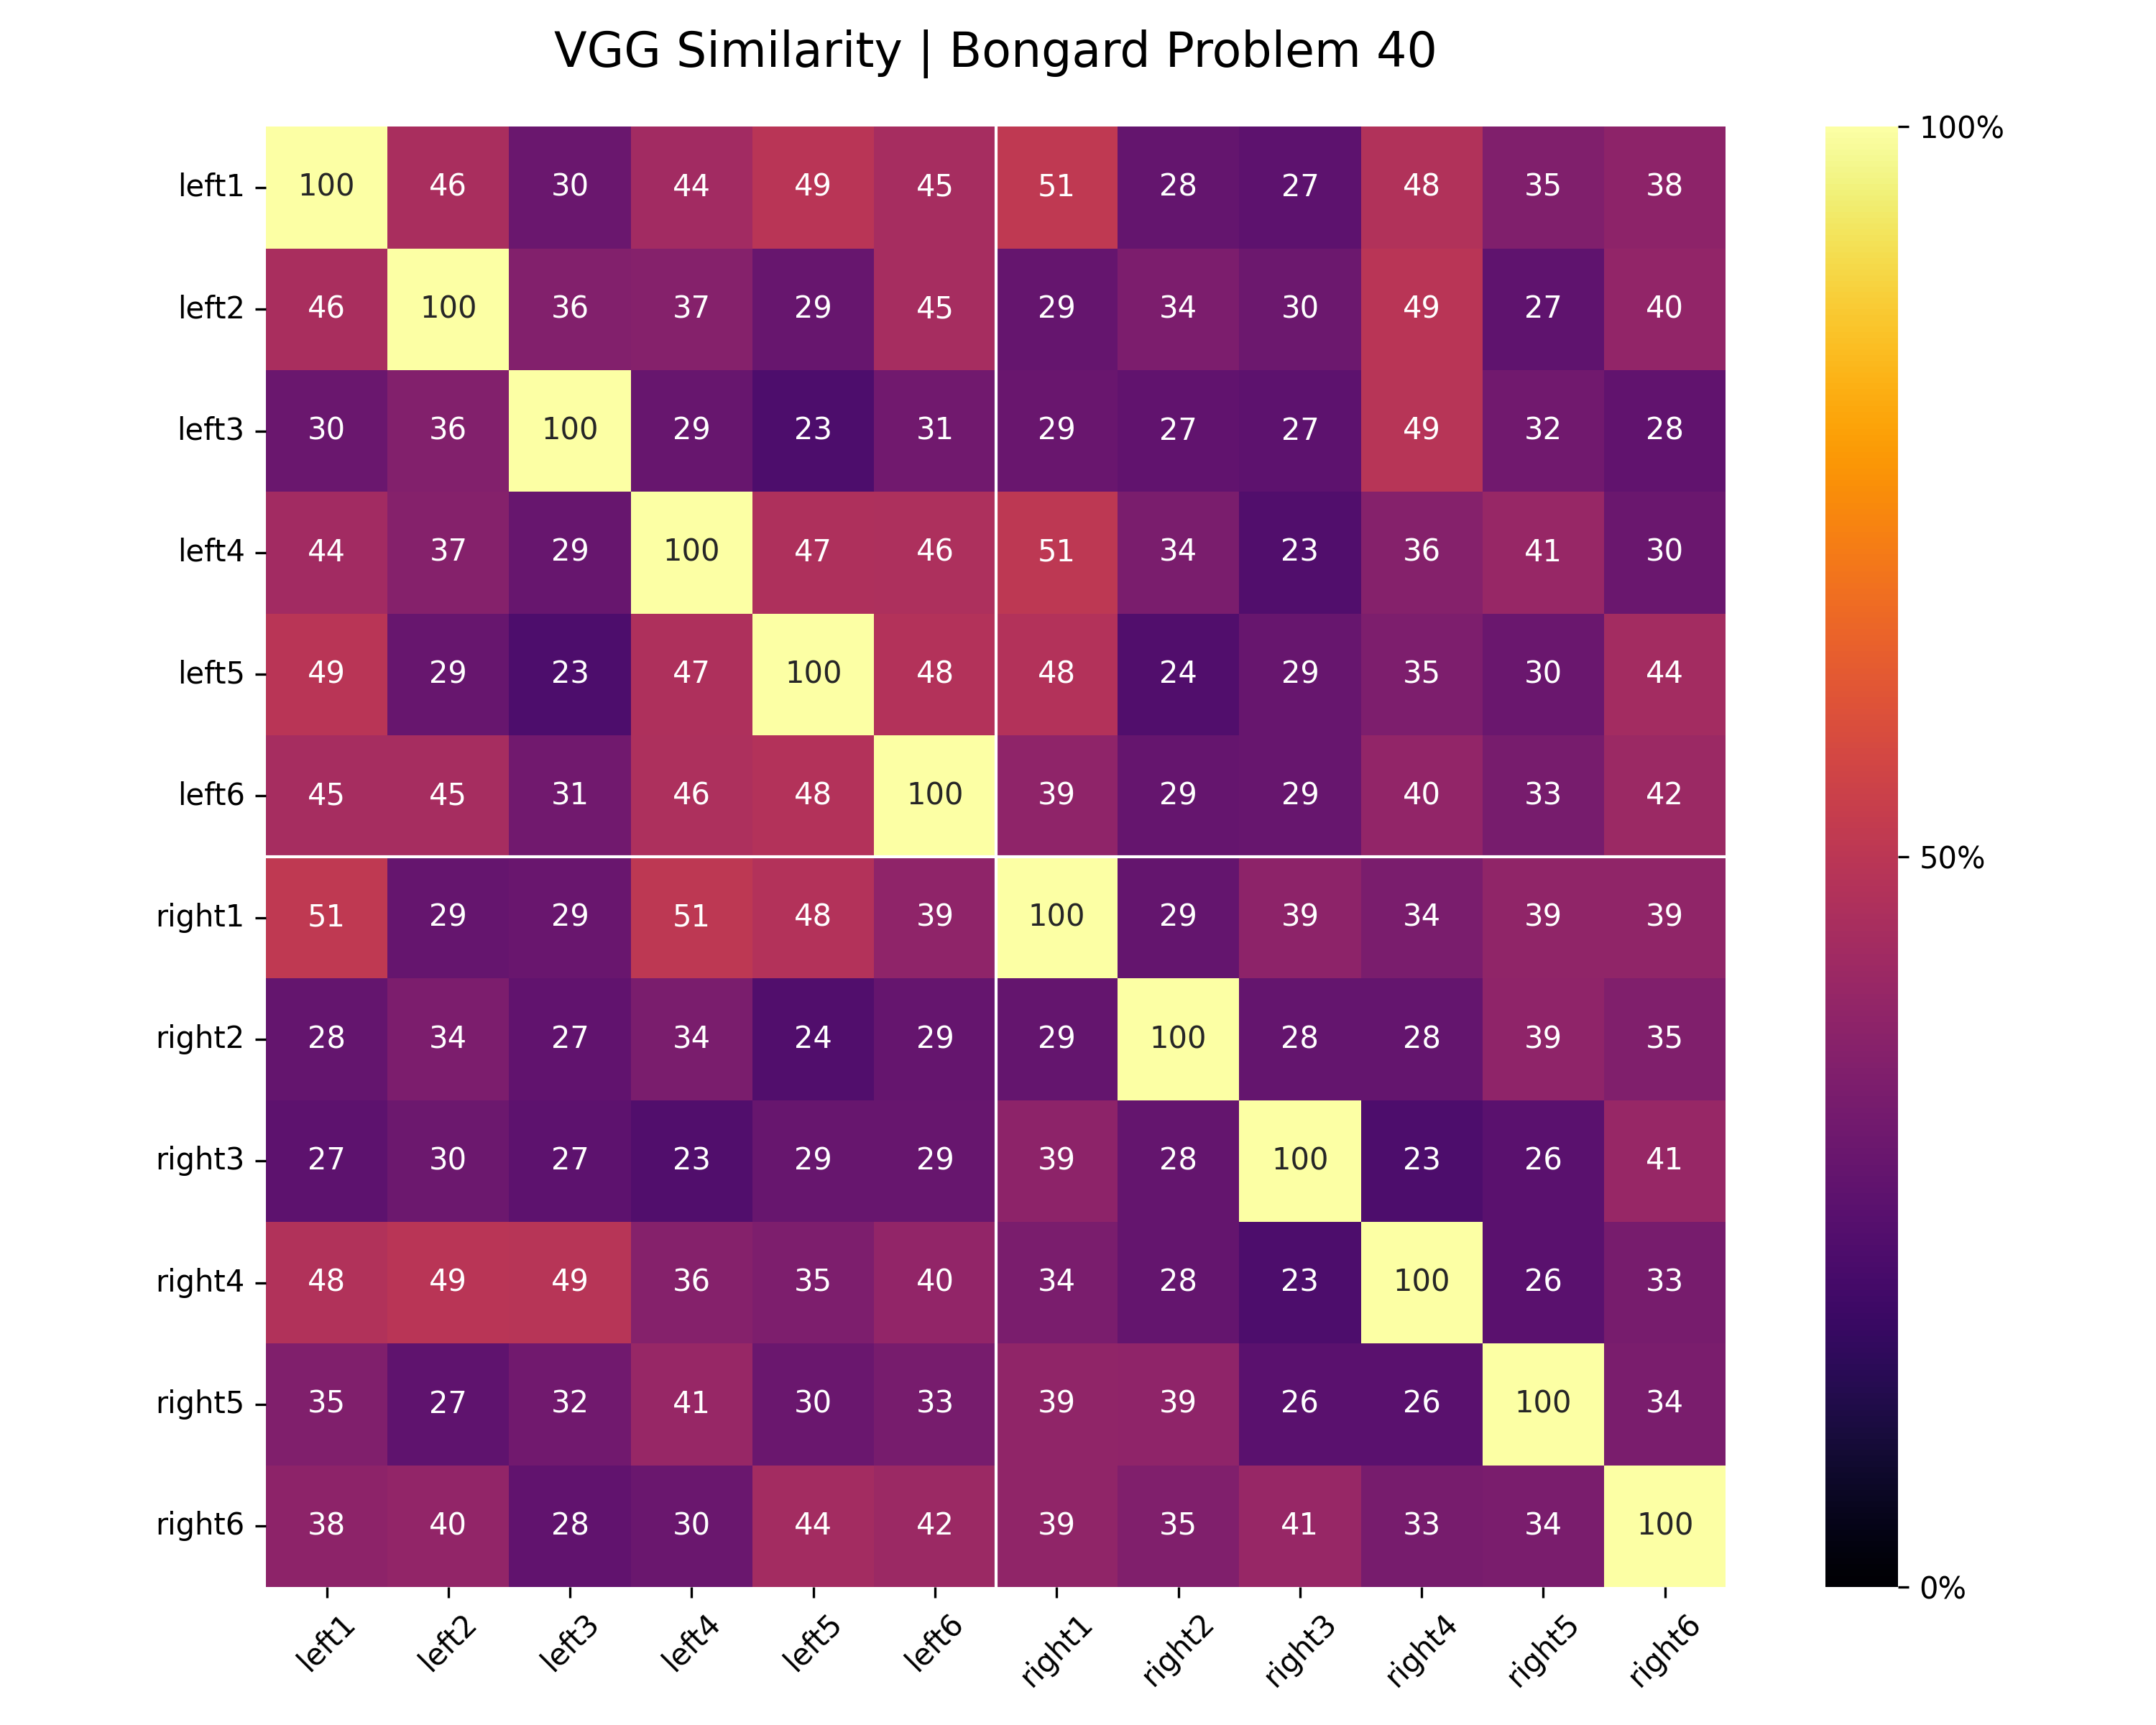 VGG Similarity | Bongard Problem 40
left1 100 46 30 44 49 45 51 28 27 48 35 38
left2 46 100 36 37 29 45 29 34 30 49 27 40
left3 30 36 100 29 23 31 29 27 27 49 32 28
left4 44 37 29 100 47 46 51 34 23 36 41 30
left5 49 29 23 47 100 48 48 24 29 35 30 44
left6 45 45 31 46 48 100 39 29 29 40 33 42
right1 51 29 29 51 48 39 100 29 39 34 39 39
right2 28 34 27 34 24 29 29 100 28 28 39 35
right3 27 30 27 23 29 29 39 28 100 23 26 41
right4 48 49 49 36 35 40 34 28 23 100 26 33
right5 35 27 32 41 30 33 39 39 26 26 100 34
right6 38 40 28 30 44 42 39 35 41 33 34 100
left1 left2 left3 left4 left5 left6 right1 right2 right3 right4 right5 right6
100%
50%
0%